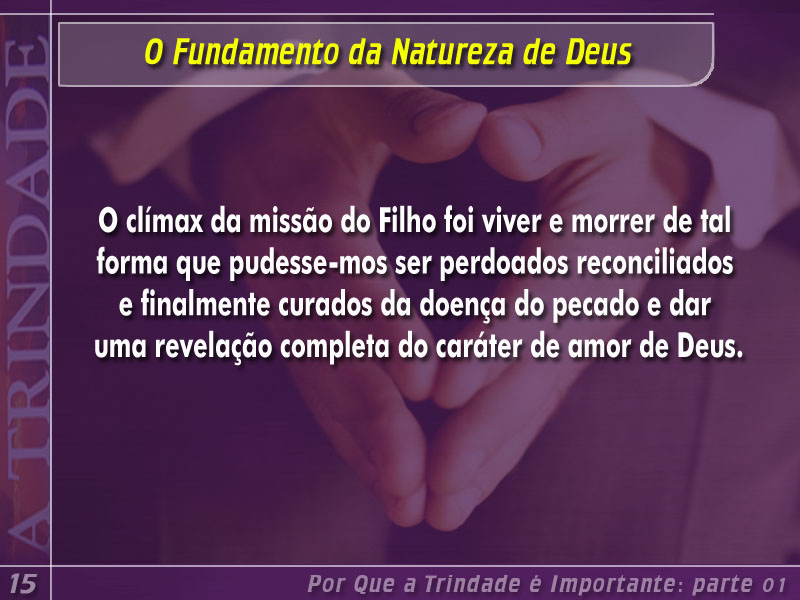 O Fundamento da Natureza de Deus
A TRINDADE
O clímax da missão do Filho foi viver e morrer de tal
forma que pudesse-mos ser perdoados reconciliados
e finalmente curados da doença do pecado e dar
uma revelação completa do caráter de amor de Deus.
15
Por Que a Trindade é Importante: parte 01